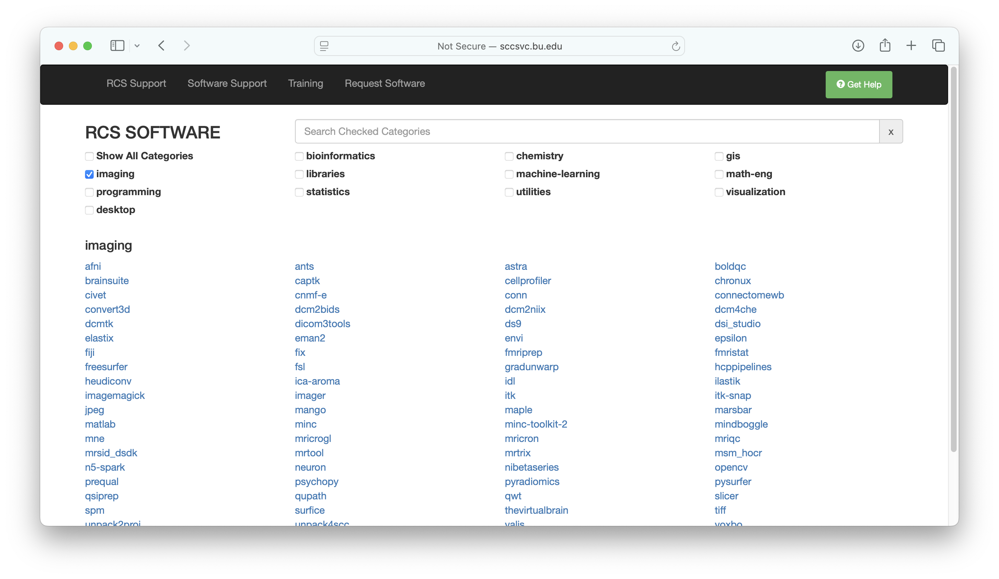 Not Secure — sccsvc.bu.edu
RCS Support Software Support Training Request Software Get Help
RCS SOFTWARE Search Checked Categories x
Show All Categories bioinformatics chemistry gis
imaging libraries machine-learning math-eng
programming statistics utilities visualization
desktop
imaging
afni ants astra boldqc
brainsuite captk cellprofiler chronux
civet cnmf-e conn connectomewb
convert3d dcm2bids dcm2niix dcm4che
dcmtk dicom3tools ds9 dsi_studio
elastix eman2 envi epsilon
fiji fix fmriprep fmristat
freesurfer fsl gradunwarp hcppipelines
heudiconv ica-aroma idl ilastik
imagemagick imager itk itk-snap
jpeg mango maple marsbar
matlab minc minc-toolkit-2 mindboggle
mne mricrogl mricron mriqc
mrsid_dsdk mrtool mrtrix msm_hocr
n5-spark neuron nibetaseries opencv
prequal psychopy pyradiomics pysurfer
qsiprep qupath qwt slicer
spm surfice thevirtualbrain tiff
unpack2proj unpack4scc valis voxbo